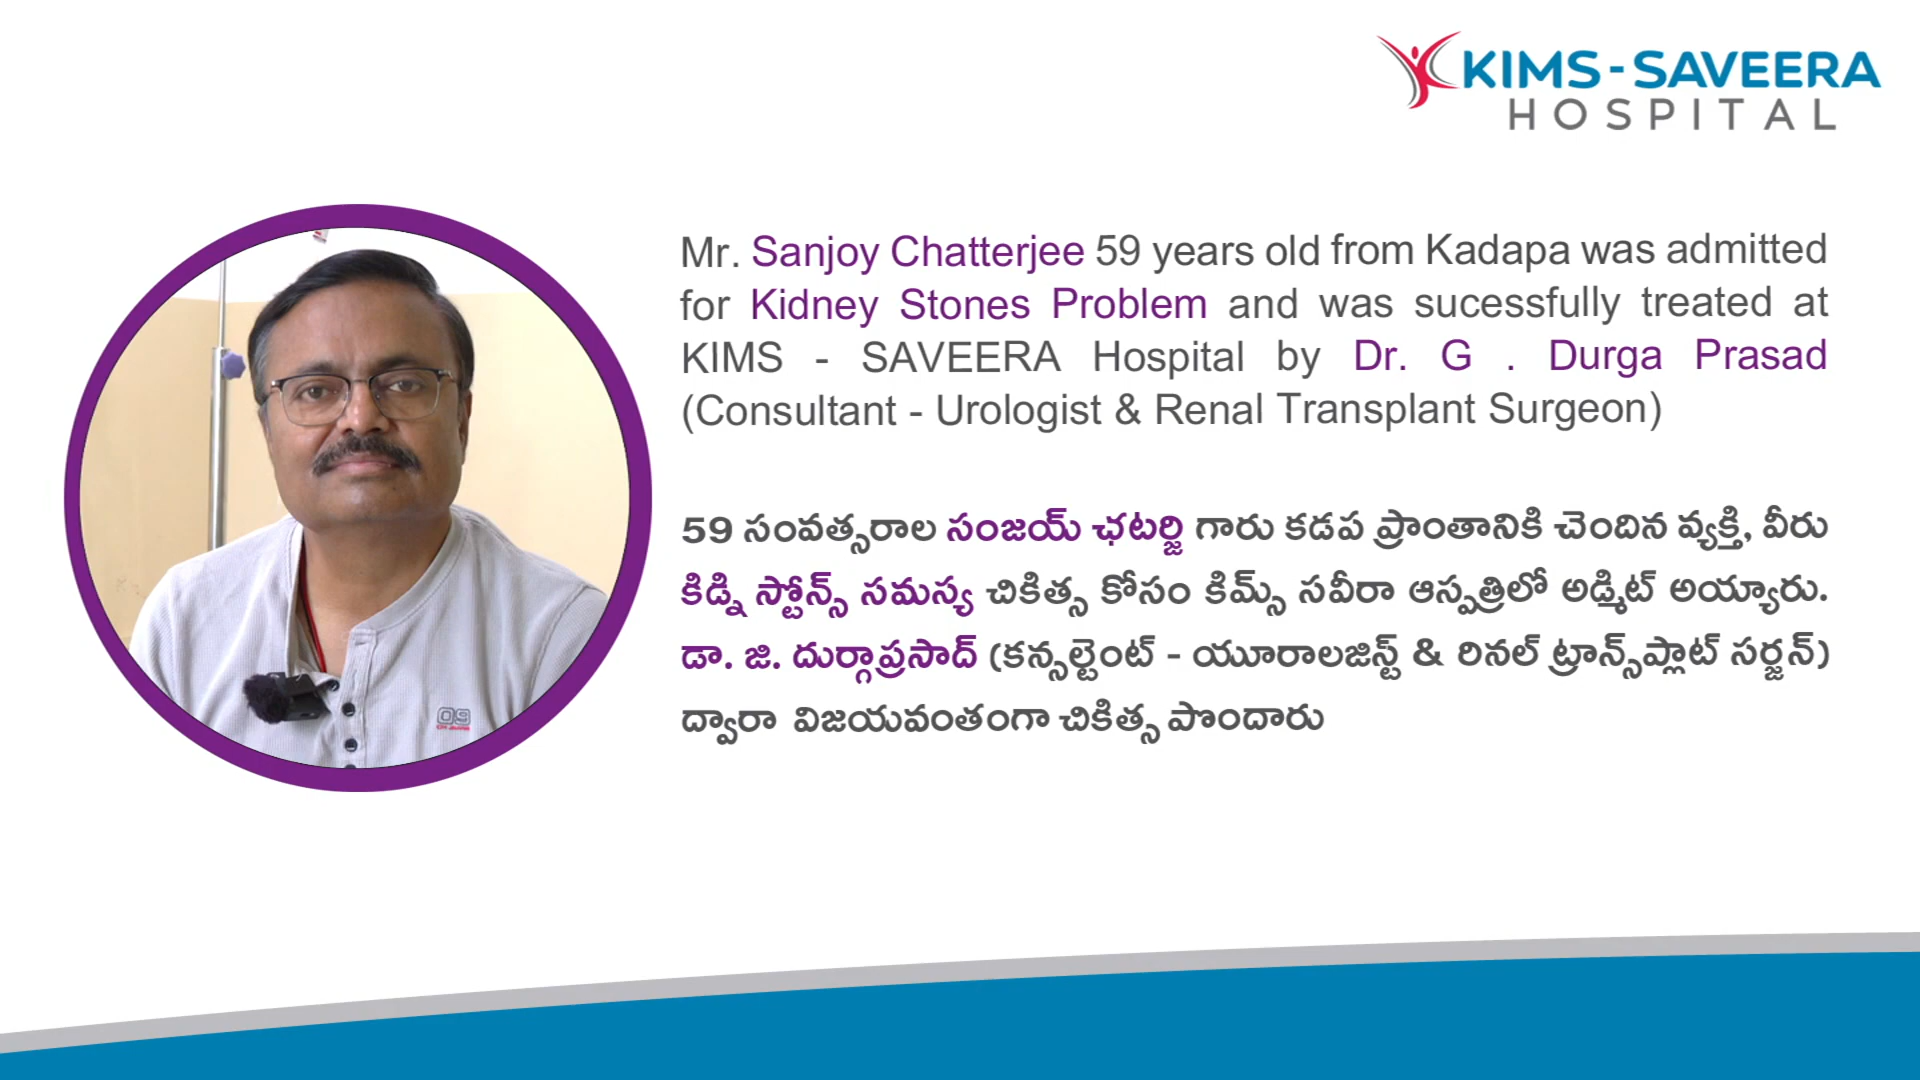 KIMS - SAVEERA
HOSPITAL
Mr. Sanjoy Chatterjee 59 years old from Kadapa was admitted
for Kidney Stones Problem and was sucessfully treated at
KIMS - SAVEERA Hospital by Dr. G . Durga Prasad
(Consultant - Urologist & Renal Transplant Surgeon)
59 సంవత్సరాల సంజయ్ ఛటర్జి గారు కడప ప్రాంతానికి చెందిన వ్యక్తి, వీరు
కిడ్ని స్టోన్స్ సమస్య చికిత్స కోసం కిమ్స్ సవీరా ఆస్పత్రిలో అడ్మిట్ అయ్యారు.
డా. జి. దుర్గాప్రసాద్ (కన్సల్టెంట్ - యూరాలజిస్ట్ & రినల్ ట్రాన్స్‌ప్లాట్ సర్జన్)
ద్వారా విజయవంతంగా చికిత్స పొందారు
09